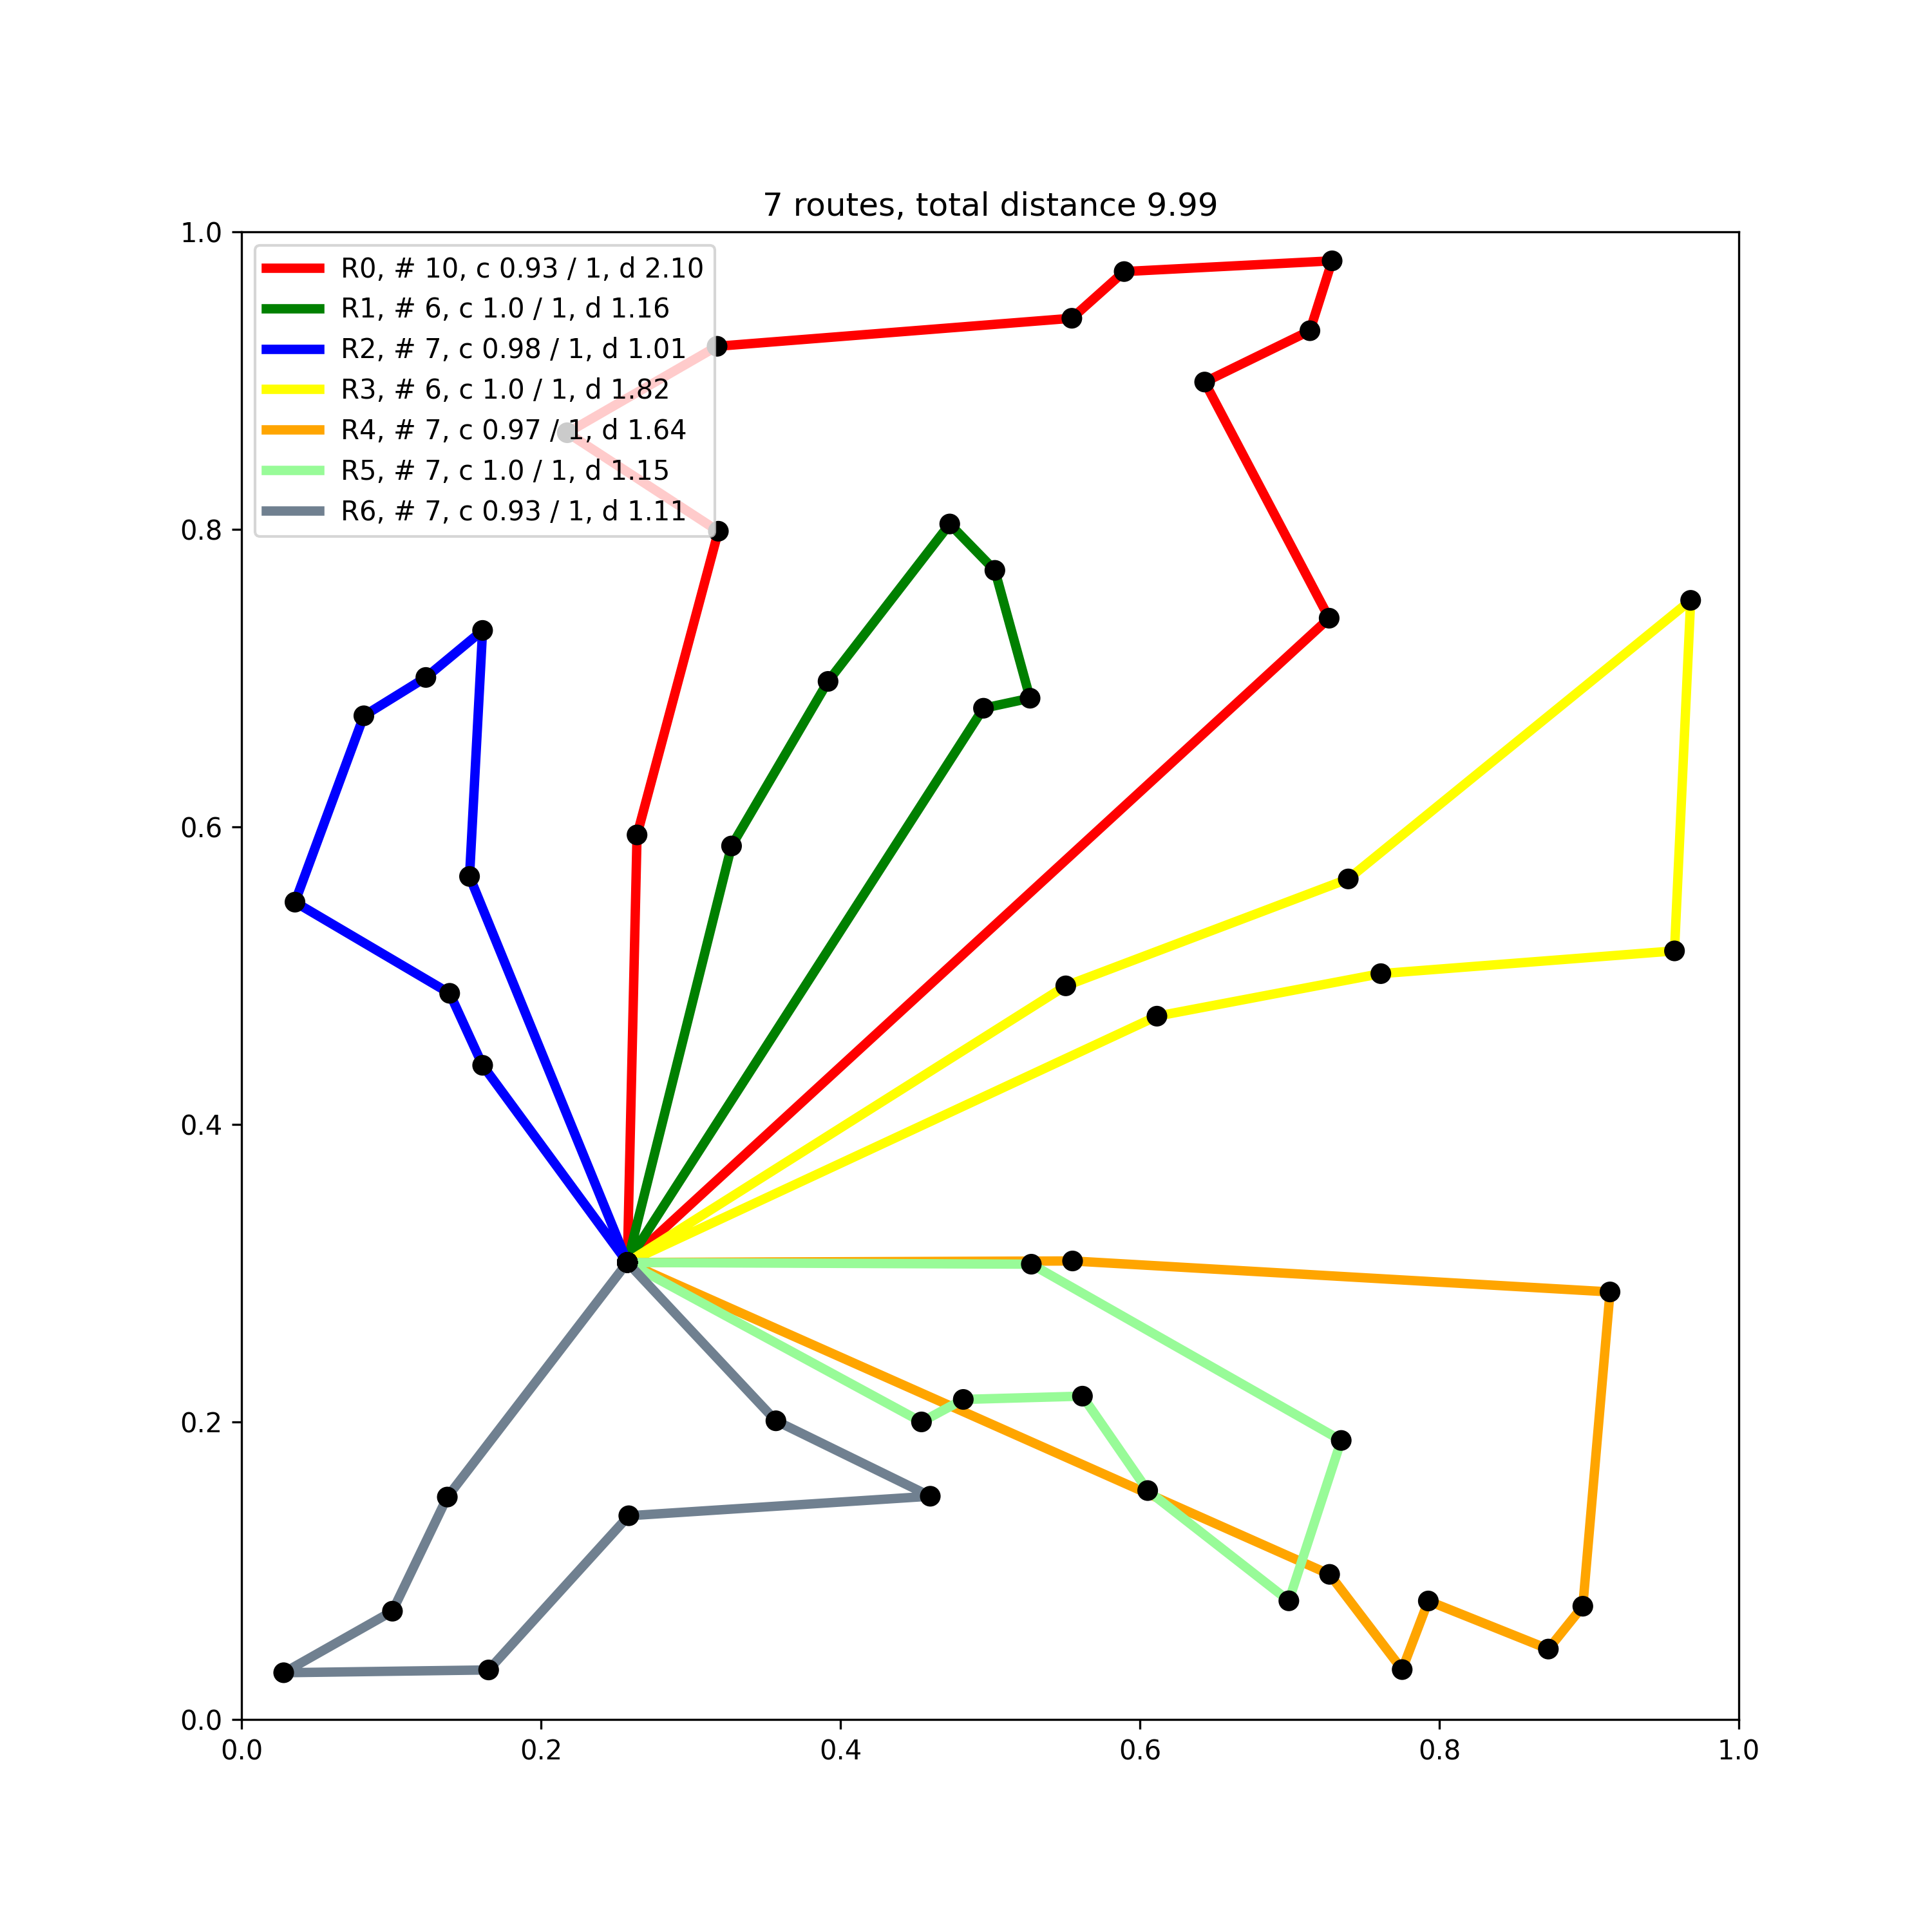 7 routes, total distance 9.99
1.0
R0, # 10, c 0.93 / 1, d 2.10
R1, # 6, c 1.0 / 1, d 1.16
R2, # 7, c 0.98 / 1, d 1.01
R3, # 6, c 1.0 / 1, d 1.82
R4, # 7, c 0.97 / 1, d 1.64
R5, # 7, c 1.0 / 1, d 1.15
R6, # 7, c 0.93 / 1, d 1.11
0.8
0.6
0.4
0.2
0.0
0.0 0.2 0.4 0.6 0.8 1.0